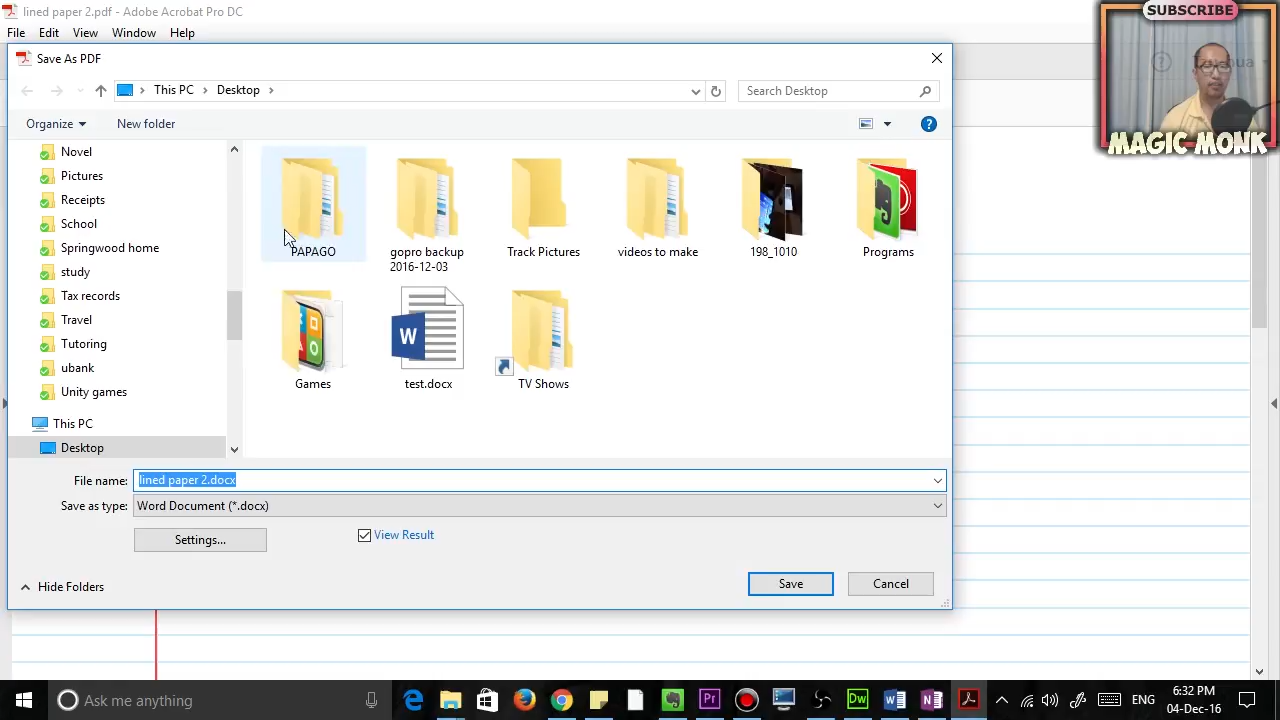 lined paper 2.pdf - Adobe Acrobat Pro DC
File Edit View Window Help
SUBSCRIBE
MAGIC MONK
Save As PDF
This PC > Desktop >
Search Desktop
Organize
New folder
Novel
Pictures
Receipts
School
Springwood home
study
Tax records
Travel
Tutoring
ubank
Unity games
This PC
Desktop
PAPAGO
gopro backup
2016-12-03
Track Pictures
videos to make
198_1010
Programs
Games
W
test.docx
TV Shows
File name: lined paper 2.docx
Save as type: Word Document (*.docx)
Settings...
View Result
Hide Folders
Save
Cancel
Ask me anything
Pr
Dw
W
N
ENG
6:32 PM
04-Dec-16